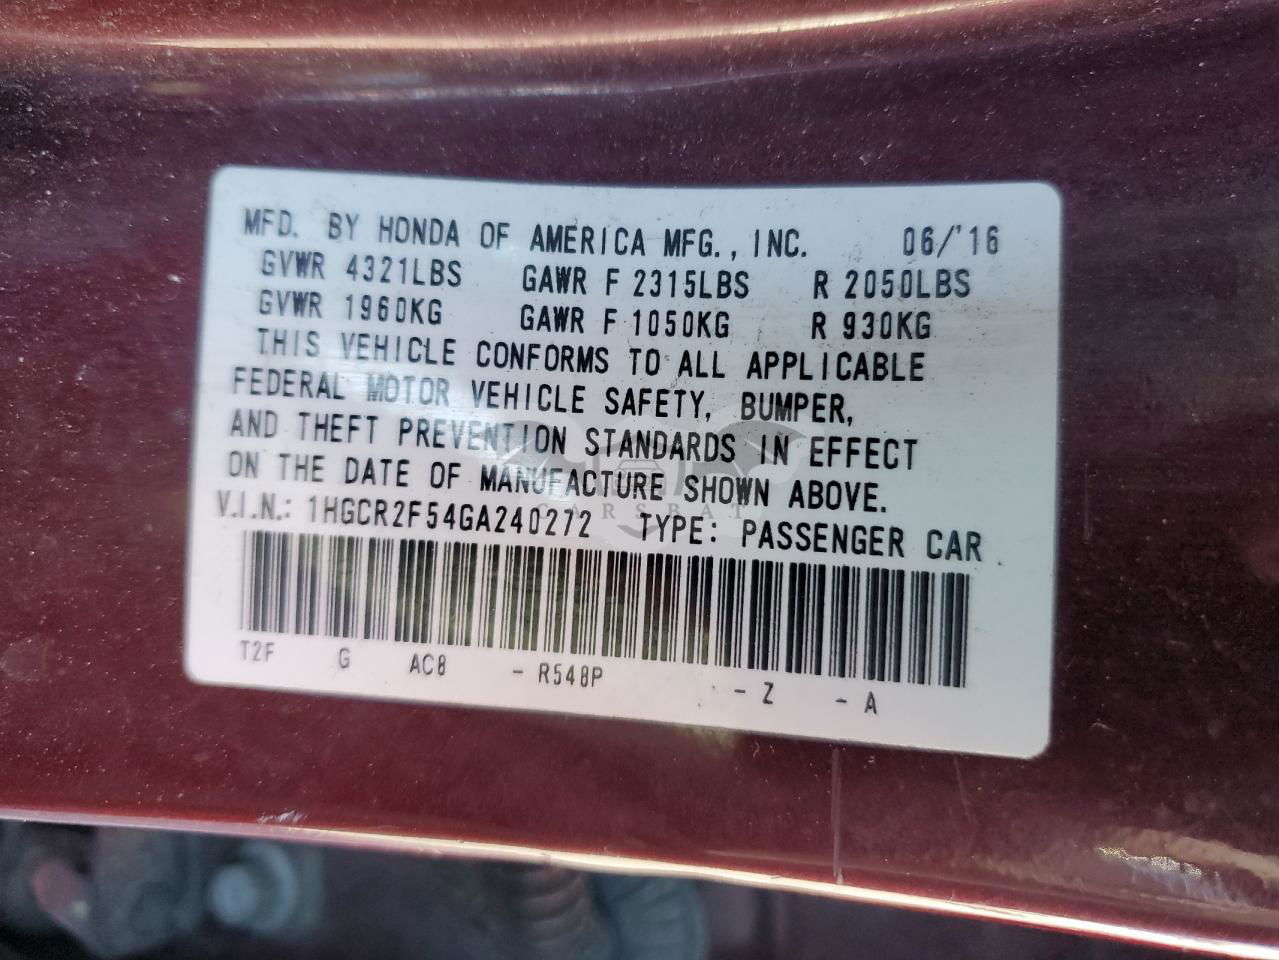 MFD. BY HONDA OF AMERICA MFG., INC. 06/'16
GVWR 4321LBS GAWR F 2315LBS R 2050LBS
GVWR 1960KG GAWR F 1050KG R 930KG
THIS VEHICLE CONFORMS TO ALL APPLICABLE
FEDERAL MOTOR VEHICLE SAFETY, BUMPER,
AND THEFT PREVENTION STANDARDS IN EFFECT
ON THE DATE OF MANUFACTURE SHOWN ABOVE.
V.I.N.: 1HGCR2F54GA240272 TYPE: PASSENGER CAR
T2F G AC8 - R548P - Z - A
CARSBAT